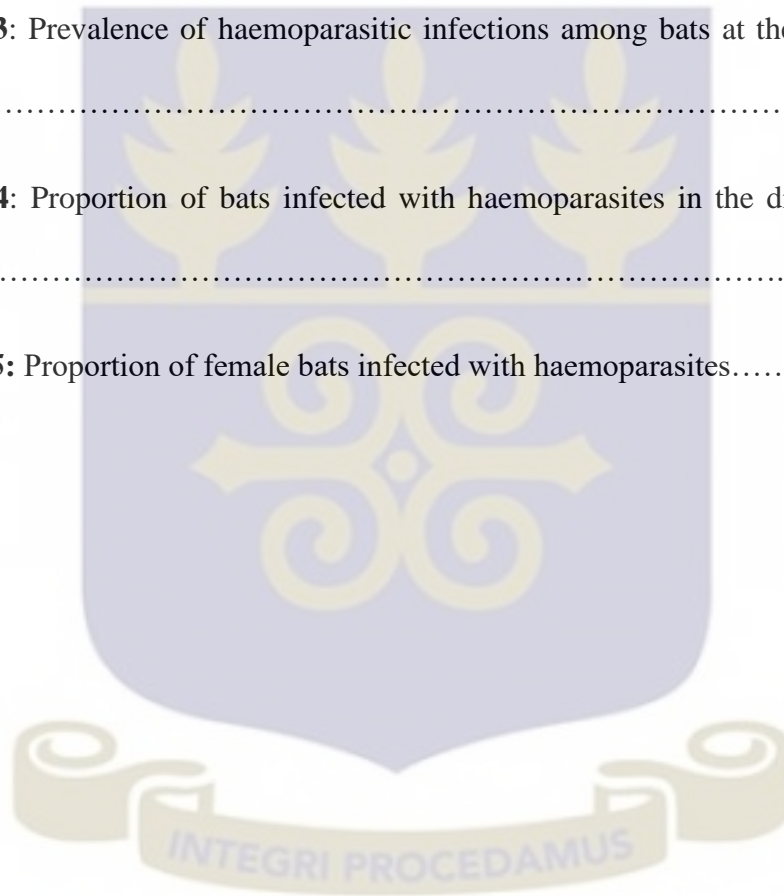 3: Prevalence of haemoparasitic infections among bats at the
....................................................................................
4: Proportion of bats infected with haemoparasites in the
....................................................................................
5: Proportion of female bats infected with haemoparasites.....
INTEGRI PROCEDAMUS